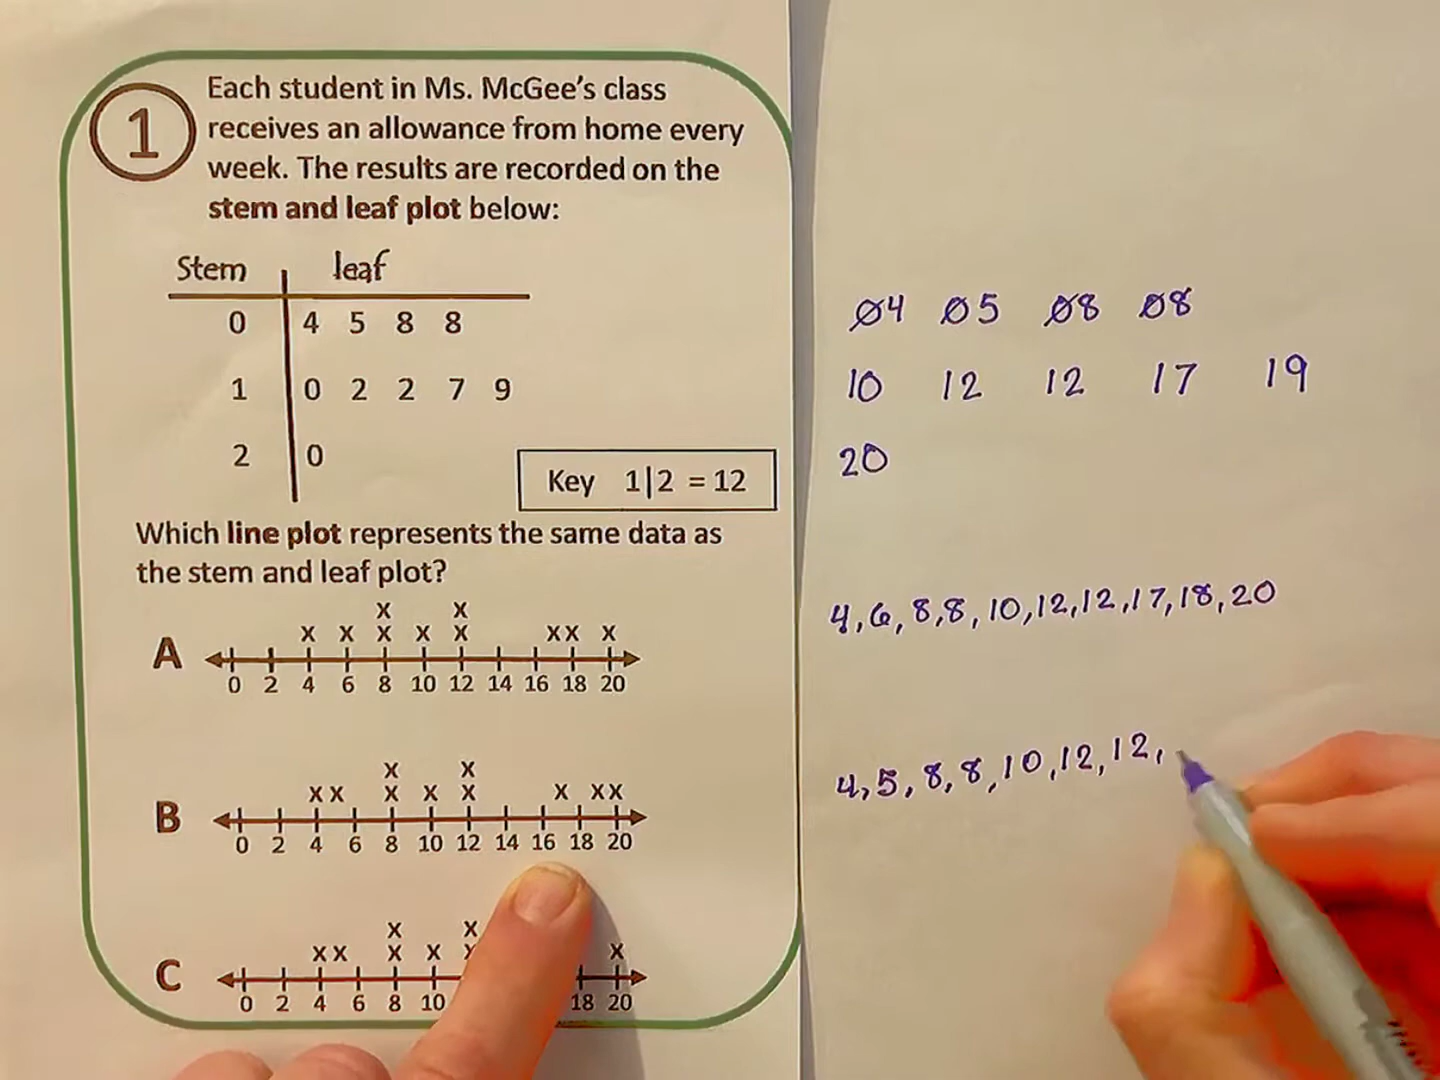 1
Each student in Ms. McGee's class
receives an allowance from home every
week. The results are recorded on the
stem and leaf plot below:
Stem leaf
0 4 5 8 8
1 0 2 2 7 9
2 0
Key 1|2 = 12
Which line plot represents the same data as
the stem and leaf plot?
X X
X X X X X XX X
A
0 2 4 6 8 10 12 14 16 18 20
X X
XX X X X X XX
B
0 2 4 6 8 10 12 14 16 18 20
X X
XX X X X
C
0 2 4 6 8 10 18 20
04 05 08 08
10 12 12 17 19
20
4,6,8,8,10,12,12,17,18,20
4,5,8,8,10,12,12,